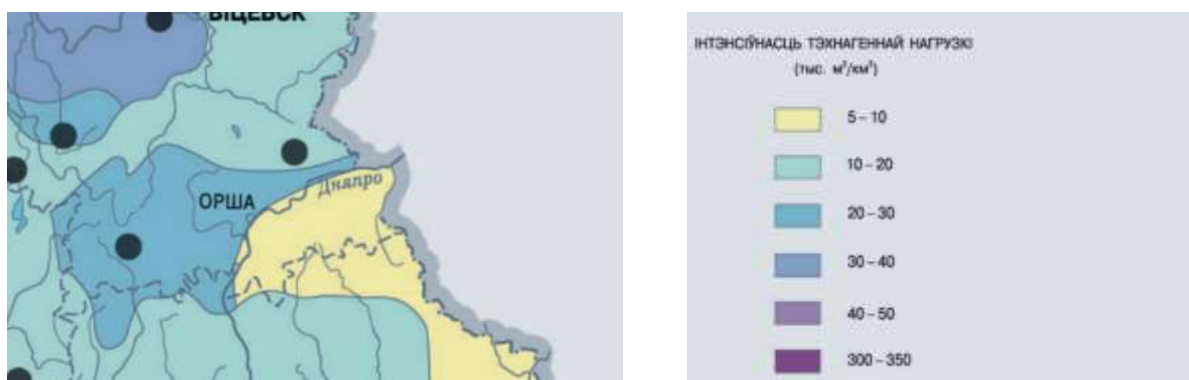 ВІЦЕБСК
ОРША
Дняпро
ІНТЭНСІЎНАСЦЬ ТЭХНАГЕННАЙ НАГРУЗКІ
(тыс. м³/км²)
5 – 10
10 – 20
20 – 30
30 – 40
40 – 50
300 – 350